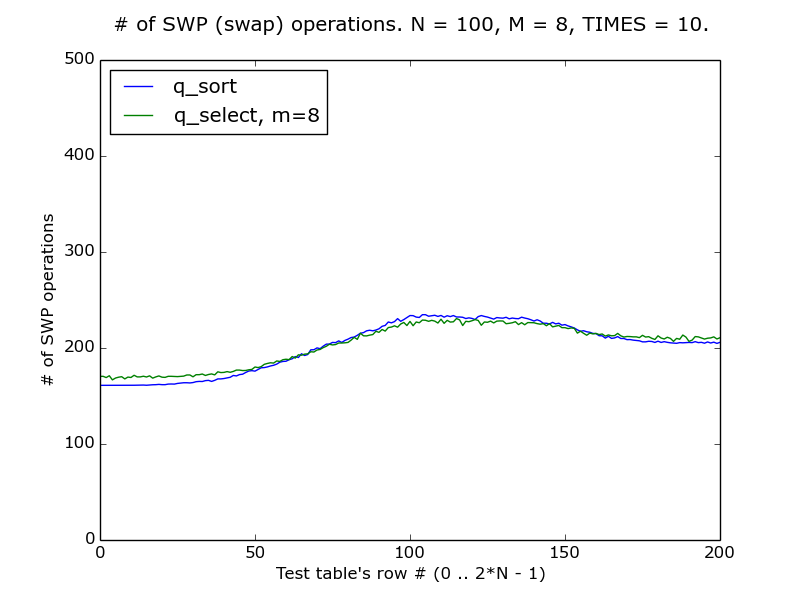 # of SWP (swap) operations. N = 100, M = 8, TIMES = 10.
500
q_sort
q_select, m=8
400
300
# of SWP operations
200
100
0
0 50 100 150 200
Test table's row # (0 .. 2*N - 1)